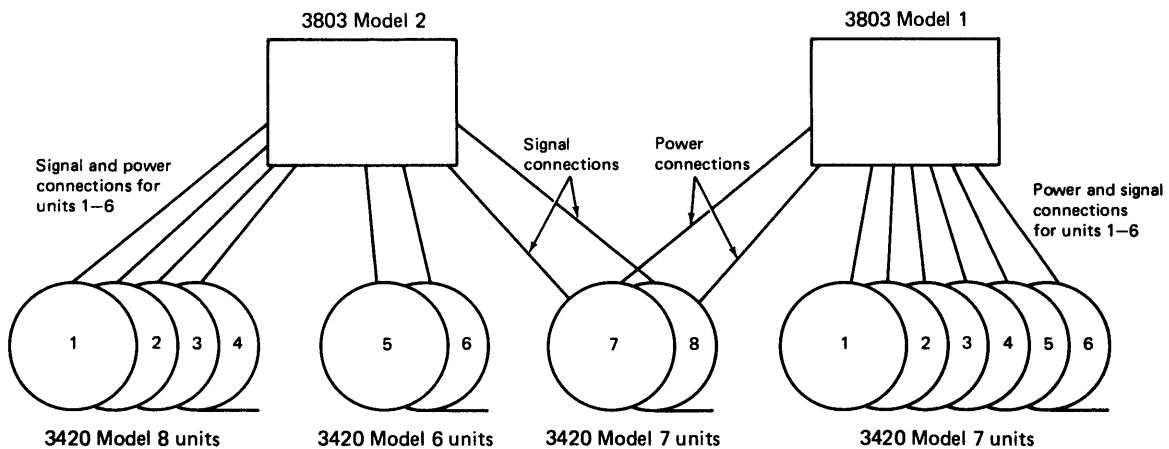 3803 Model 2
3803 Model 1
Signal and power
connections for
units 1–6
Signal
connections
Power
connections
Power and signal
connections
for units 1–6
1
2
3
4
5
6
7
8
1
2
3
4
5
6
3420 Model 8 units
3420 Model 6 units
3420 Model 7 units
3420 Model 7 units